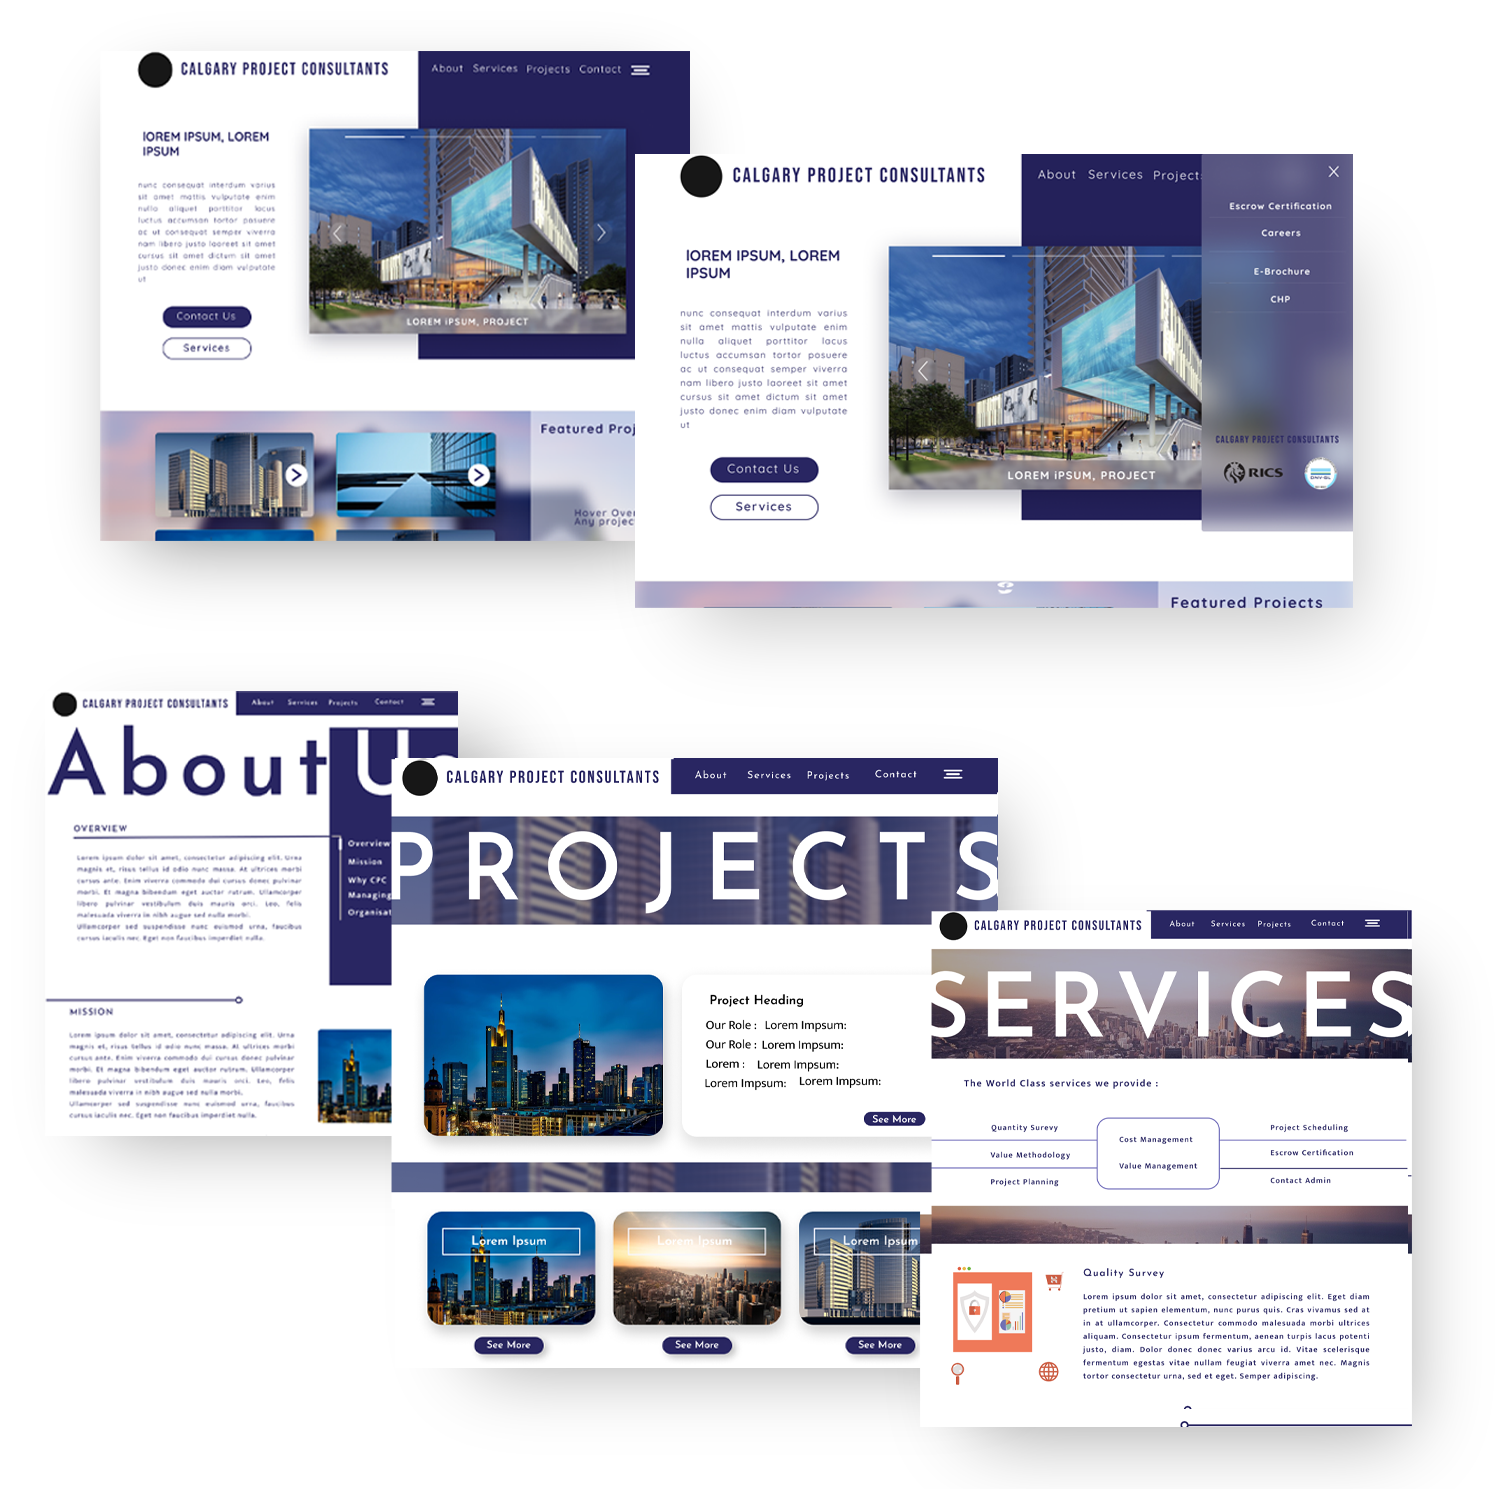 CALGARY PROJECT CONSULTANTS
About Services Projects Contact
lOREM IPSUM, LOREM
IPSUM
nunc consequat interdum varius
sit amet mattis vulputate enim
nulla aliquet porttitor lacus
luctus accumsan tortor posuere
ac ut consequat semper viverra
nam libero justo laoreet sit amet
cursus sit amet dictum sit amet
justo donec enim diam vulputate
ut
Contact Us
Services
LOREM iPSUM, PROJECT
Featured Proj
Hover Over
Any projec
CALGARY PROJECT CONSULTANTS
About Services Projects
lOREM IPSUM, LOREM
IPSUM
nunc consequat interdum varius
sit amet mattis vulputate enim
nulla aliquet porttitor lacus
luctus accumsan tortor posuere
ac ut consequat semper viverra
nam libero justo laoreet sit amet
cursus sit amet dictum sit amet
justo donec enim diam vulputate
ut
Contact Us
Services
LOREM iPSUM, PROJECT
Escrow Certification
Careers
E-Brochure
CHP
CALGARY PROJECT CONSULTANTS
RICS
DNV·GL
Featured Projects
CALGARY PROJECT CONSULTANTS
About Services Projects Contact
About Us
OVERVIEW
Lorem ipsum dolor sit amet, consectetur adipiscing elit. Urna
magnis et, risus tellus id odio nunc massa. At ultrices morbi
cursus ante. Enim viverra commodo dui cursus donec pulvinar
morbi. Et magna bibendum eget auctor rutrum. Ullamcorper
libero pulvinar vestibulum duis mauris orci. Leo, felis
malesuada viverra in nibh augue sed nulla morbi.
Ullamcorper sed suspendisse nunc euismod urna, faucibus
cursus iaculis nec. Eget non faucibus imperdiet nulla.
Overview
Mission
Why CPC
Managing
Organisat
MISSION
Lorem ipsum dolor sit amet, consectetur adipiscing elit. Urna
magnis et, risus tellus id odio nunc massa. At ultrices morbi
cursus ante. Enim viverra commodo dui cursus donec pulvinar
morbi. Et magna bibendum eget auctor rutrum. Ullamcorper
libero pulvinar vestibulum duis mauris orci. Leo, felis
malesuada viverra in nibh augue sed nulla morbi.
Ullamcorper sed suspendisse nunc euismod urna, faucibus
cursus iaculis nec. Eget non faucibus imperdiet nulla.
CALGARY PROJECT CONSULTANTS
About Services Projects Contact
PROJECTS
Project Heading
Our Role : Lorem Impsum:
Our Role : Lorem Impsum:
Lorem : Lorem Impsum:
Lorem Impsum: Lorem Impsum:
See More
Lorem Ipsum
Lorem Ipsum
Lorem Ipsum
See More
See More
See More
CALGARY PROJECT CONSULTANTS
About Services Projects Contact
SERVICES
The World Class services we provide :
Quantity Surevy
Value Methodology
Project Planning
Cost Management
Value Management
Project Scheduling
Escrow Certification
Contact Admin
Quality Survey
Lorem ipsum dolor sit amet, consectetur adipiscing elit. Eget diam
pretium ut sapien elementum, nunc purus quis. Cras vivamus sed at
in at ullamcorper. Consectetur commodo malesuada morbi ultrices
aliquam. Consectetur ipsum fermentum, aenean turpis lacus potenti
justo, diam. Dolor donec donec varius arcu id. Vitae scelerisque
fermentum egestas vitae nullam feugiat viverra amet nec. Magnis
tortor consectetur urna, sed et eget. Semper adipiscing.